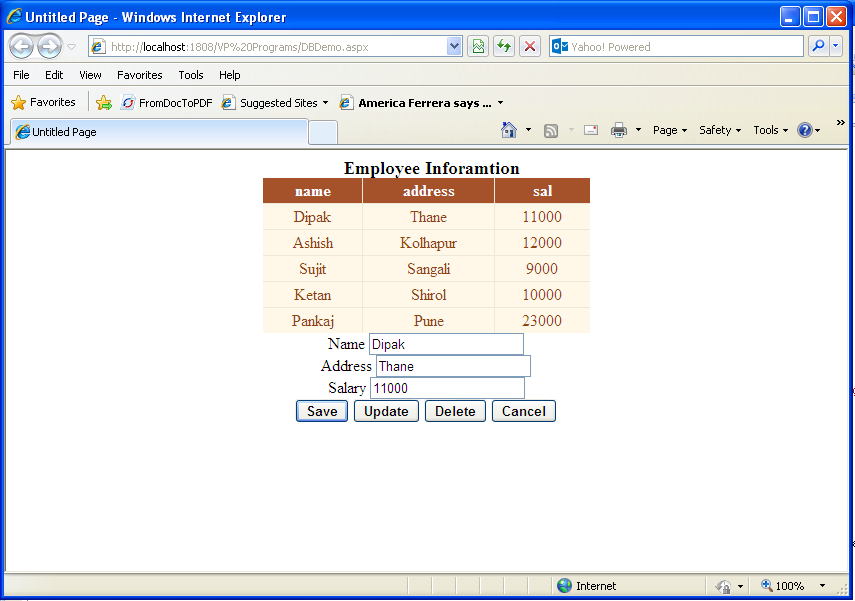 Untitled Page - Windows Internet Explorer
http://localhost:1808/VP%20Programs/DBDemo.aspx Yahoo! Powered
File Edit View Favorites Tools Help
Favorites FromDocToPDF Suggested Sites America Ferrera says ...
Untitled Page Page Safety Tools »
Employee Inforamtion
name address sal
Dipak Thane 11000
Ashish Kolhapur 12000
Sujit Sangali 9000
Ketan Shirol 10000
Pankaj Pune 23000
Name Dipak
Address Thane
Salary 11000
Save Update Delete Cancel
Internet 100%